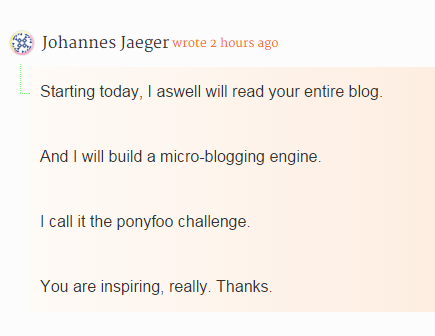 Johannes Jaeger wrote 2 hours ago
Starting today, I aswell will read your entire blog.
And I will build a micro-blogging engine.
I call it the ponyfoo challenge.
You are inspiring, really. Thanks.